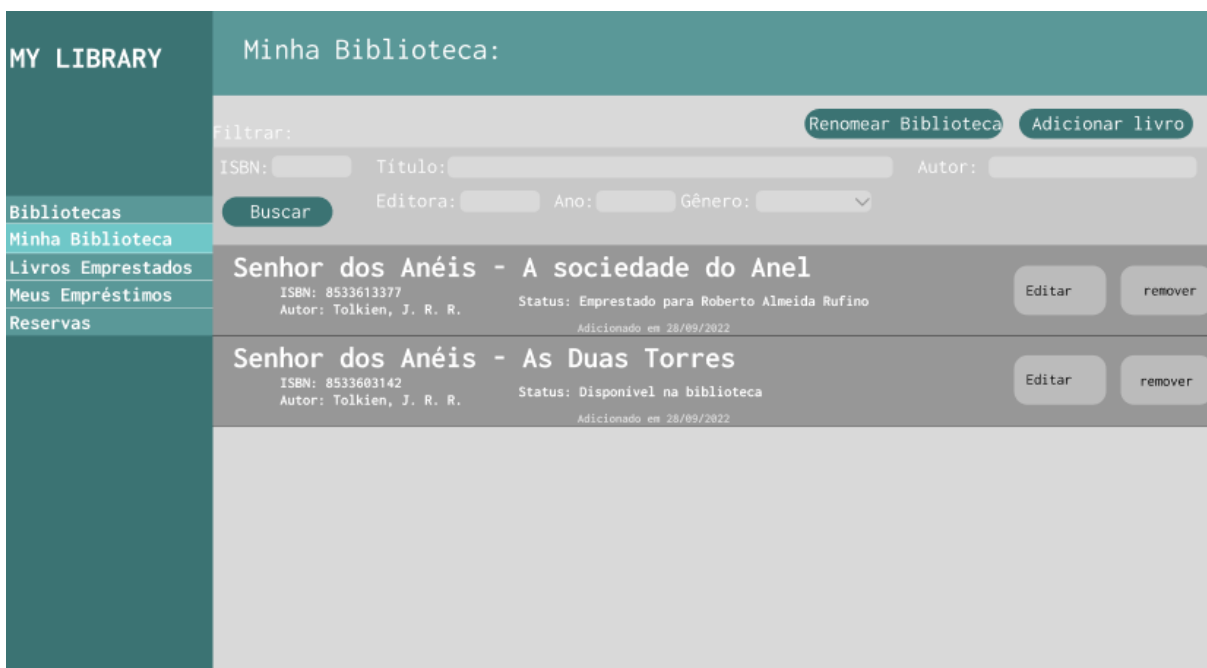 MY LIBRARY
Minha Biblioteca:
Filtrar:
Renomear Biblioteca
Adicionar livro
ISBN:
Título:
Autor:
Editora:
Ano:
Gênero:
Buscar
Bibliotecas
Minha Biblioteca
Livros Emprestados
Meus Empréstimos
Reservas
Senhor dos Anéis - A sociedade do Anel
ISBN: 8533613377
Autor: Tolkien, J. R. R.
Status: Emprestado para Roberto Almeida Rufino
Adicionado em 28/09/2022
Editar
remover
Senhor dos Anéis - As Duas Torres
ISBN: 8533603142
Autor: Tolkien, J. R. R.
Status: Disponivel na biblioteca
Adicionado em 28/09/2022
Editar
remover